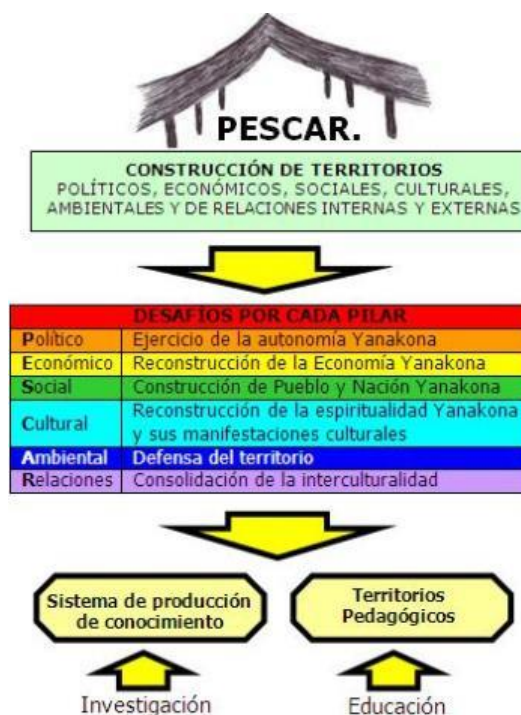 PESCAR.
CONSTRUCCIÓN DE TERRITORIOS
POLÍTICOS, ECONÓMICOS, SOCIALES, CULTURALES,
AMBIENTALES Y DE RELACIONES INTERNAS Y EXTERNAS
DESAFÍOS POR CADA PILAR
Político Ejercicio de la autonomía Yanakona
Económico Reconstrucción de la Economía Yanakona
Social Construcción de Pueblo y Nación Yanakona
Cultural Reconstrucción de la espiritualidad Yanakona
y sus manifestaciones culturales
Ambiental Defensa del territorio
Relaciones Consolidación de la interculturalidad
Sistema de producción
de conocimiento
Territorios
Pedagógicos
Investigación
Educación